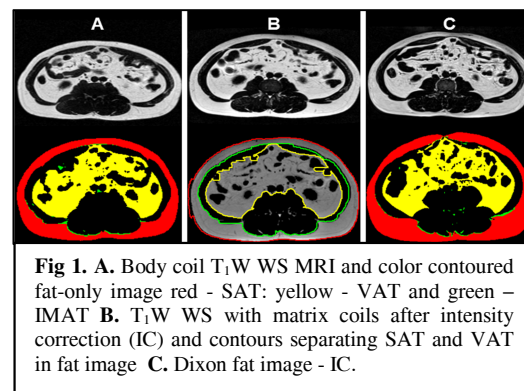 A B C
Fig 1. A. Body coil T₁W WS MRI and color contoured
fat-only image red - SAT: yellow - VAT and green –
IMAT B. T₁W WS with matrix coils after intensity
correction (IC) and contours separating SAT and VAT
in fat image C. Dixon fat image - IC.